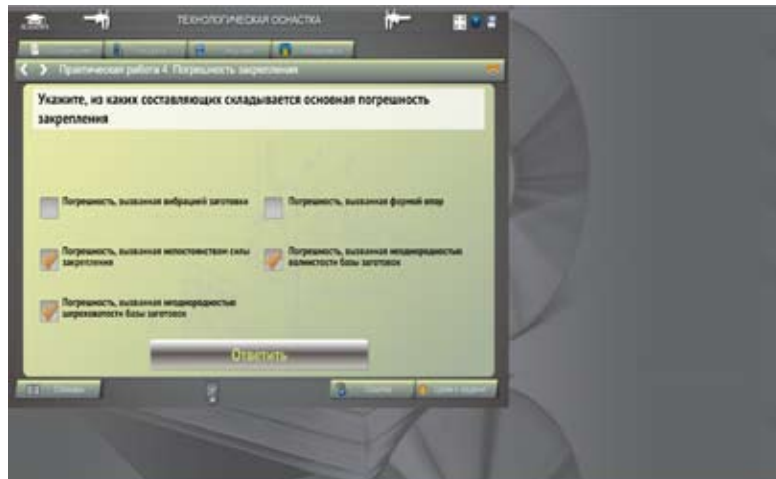 ТЕХНОЛОГИЧЕСКАЯ ОСНАСТКА
Практическая работа 4. Погрешность закрепления
Укажите, из каких составляющих складывается основная погрешность
закрепления
Погрешность, вызванная вибрацией заготовки
Погрешность, вызванная формой опор
Погрешность, вызванная непостоянством силы
закрепления
Погрешность, вызванная неоднородностью
волнистости базы заготовок
Погрешность, вызванная неоднородностью
шероховатости базы заготовок
Ответить